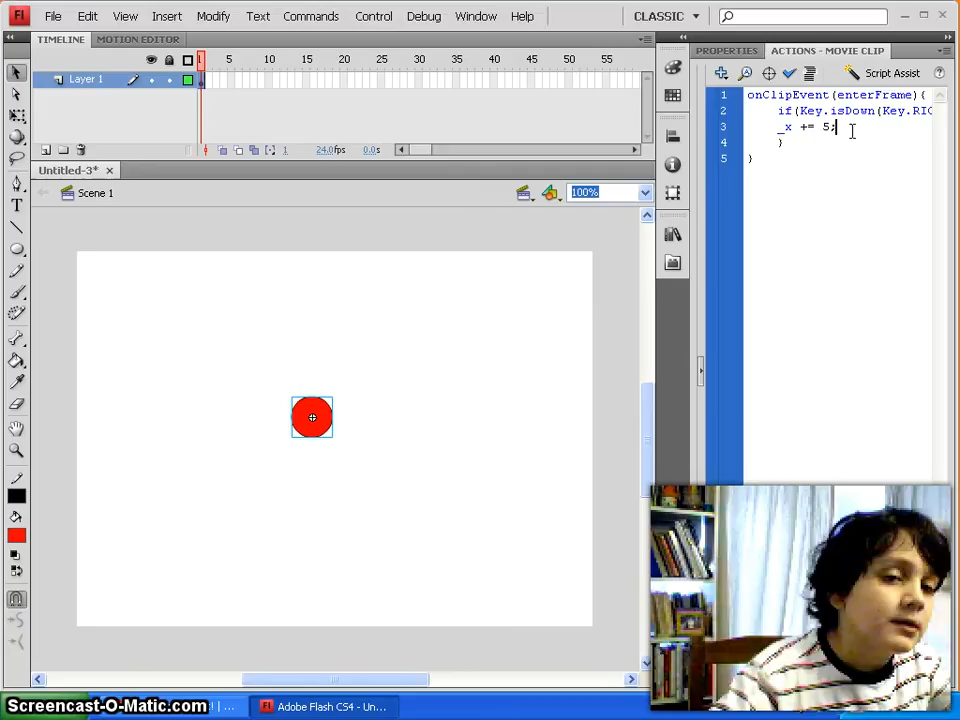 Fl File Edit View Insert Modify Text Commands Control Debug Window Help CLASSIC
TIMELINE MOTION EDITOR
PROPERTIES ACTIONS - MOVIE CLIP
1 5 10 15 20 25 30 35 40 45 50 55
Layer 1
Script Assist
1 onClipEvent(enterFrame){
2 if(Key.isDown(Key.RIG
3 _x += 5;
4 }
5 }
1 24.0fps 0.0s
Untitled-3*
Scene 1
100%
T
Screencast-O-Matic.com
! | ...
Fl Adobe Flash CS4 - Un...